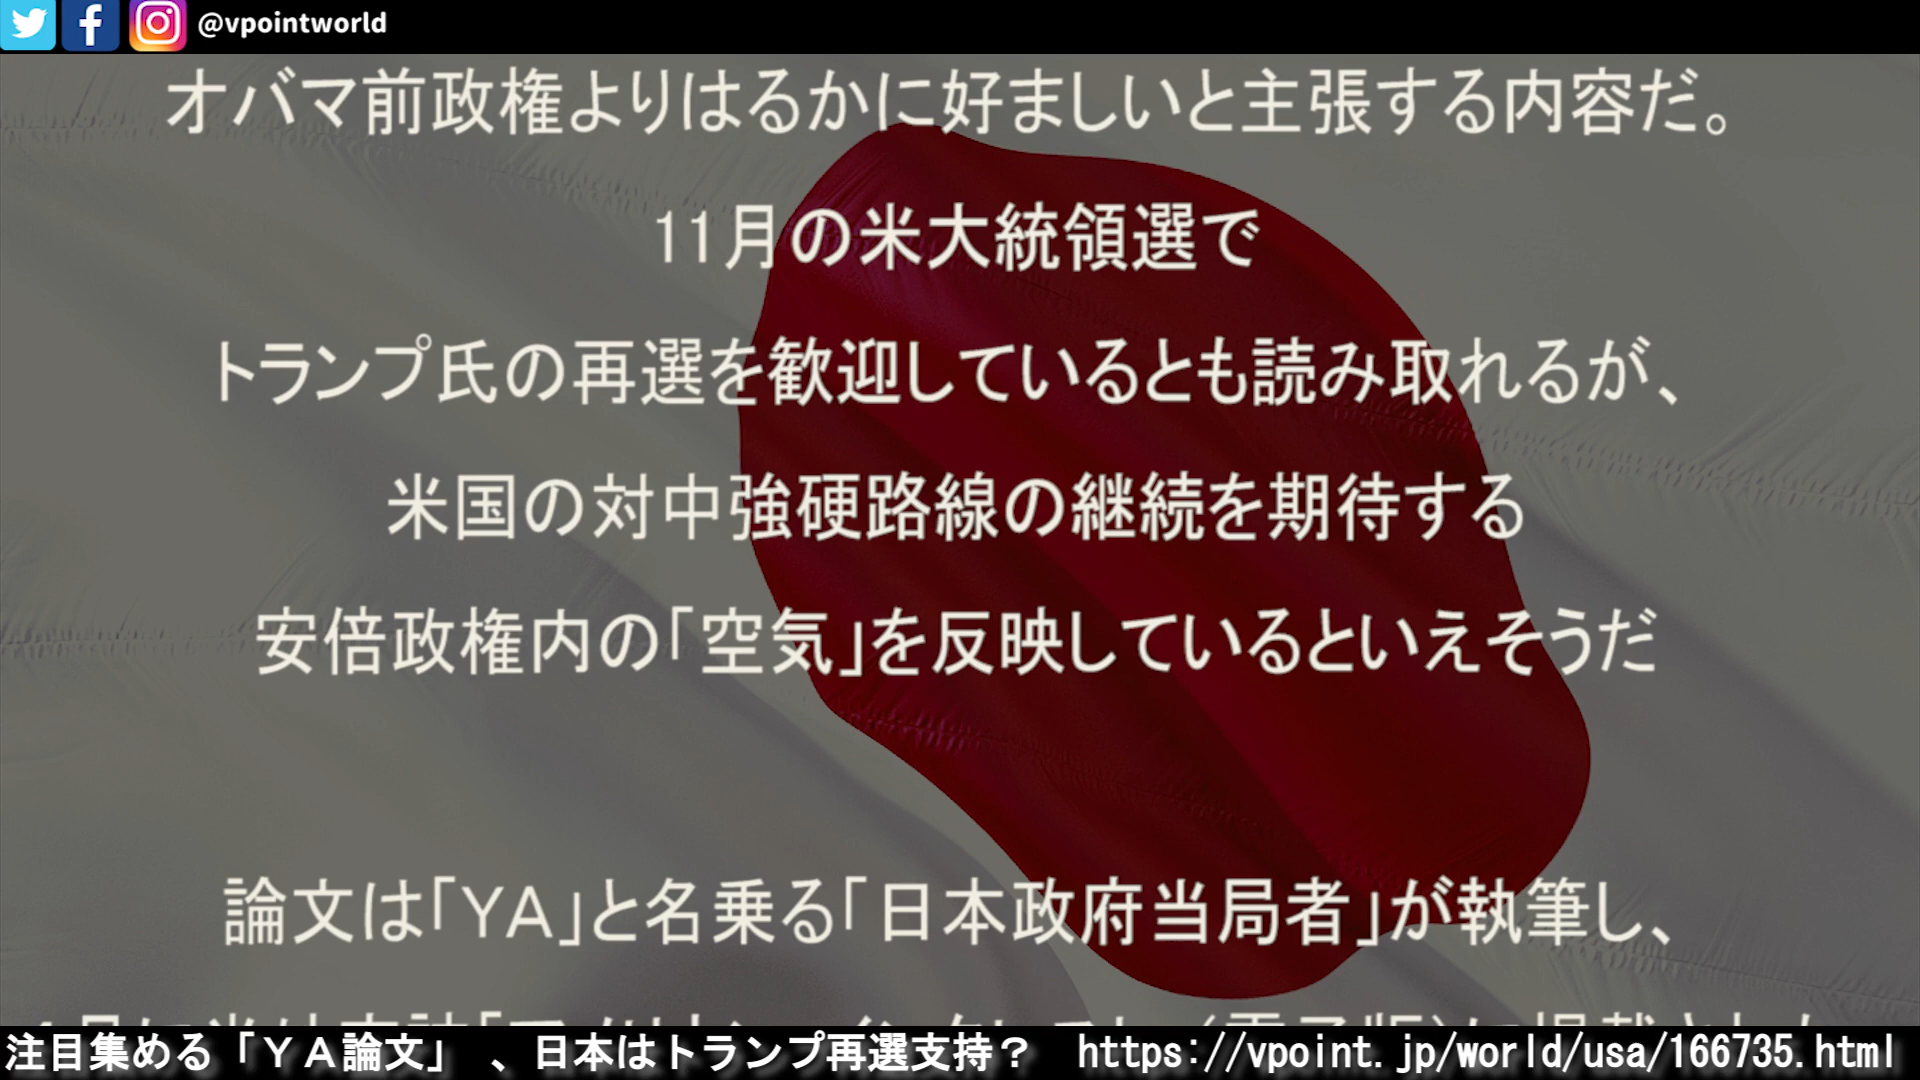 @vpointworld
オバマ前政権よりはるかに好ましいと主張する内容だ。
11月の米大統領選で
トランプ氏の再選を歓迎しているとも読み取れるが、
米国の対中強硬路線の継続を期待する
安倍政権内の「空気」を反映しているといえそうだ
論文は「YA」と名乗る「日本政府当局者」が執筆し、
注目集める「ＹＡ論文」　、日本はトランプ再選支持？　https://vpoint.jp/world/usa/166735.html